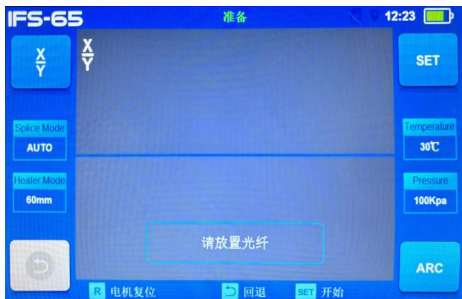 IFS-65
准备
12:23
X
Y
X
Y
SET
Splice Mode
AUTO
Temperature
30℃
Heater Mode
60mm
Pressure
100Kpa
请放置光纤
ARC
R 电机复位
回退
SET 开始